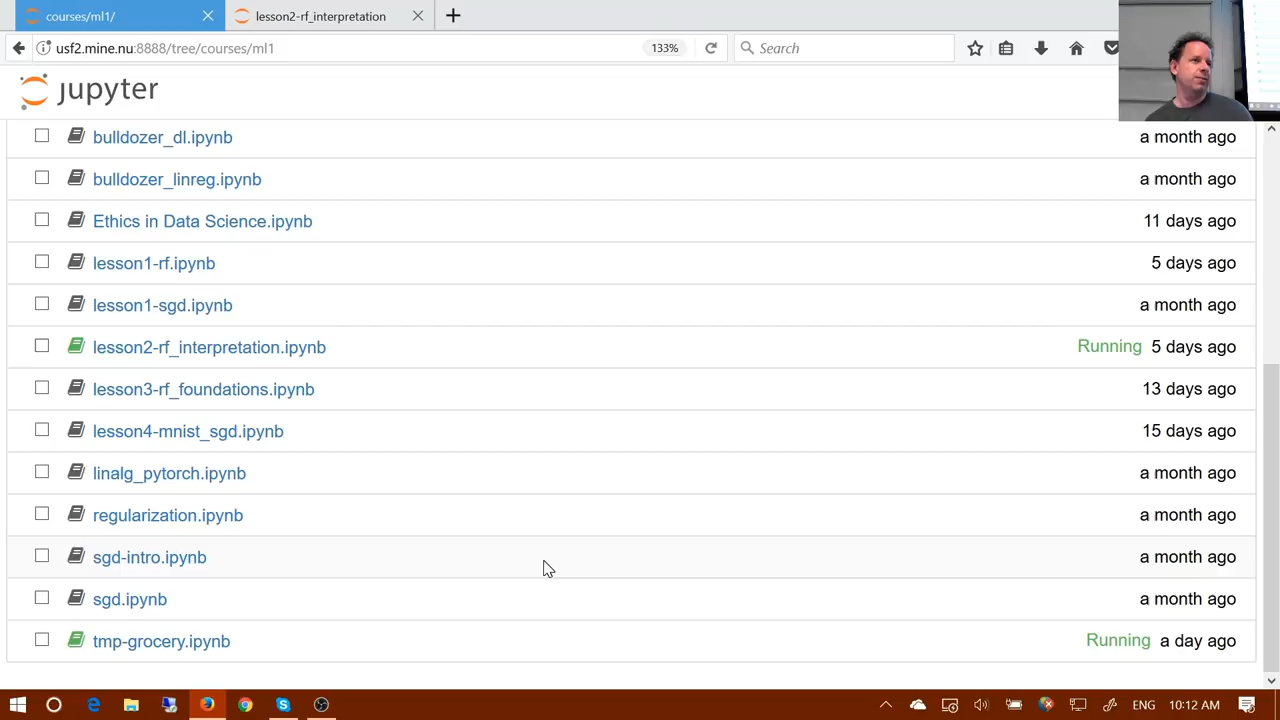 courses/ml1/
lesson2-rf_interpretation
usf2.mine.nu:8888/tree/courses/ml1
133%
Search
jupyter
bulldozer_dl.ipynb a month ago
bulldozer_linreg.ipynb a month ago
Ethics in Data Science.ipynb 11 days ago
lesson1-rf.ipynb 5 days ago
lesson1-sgd.ipynb a month ago
lesson2-rf_interpretation.ipynb Running 5 days ago
lesson3-rf_foundations.ipynb 13 days ago
lesson4-mnist_sgd.ipynb 15 days ago
linalg_pytorch.ipynb a month ago
regularization.ipynb a month ago
sgd-intro.ipynb a month ago
sgd.ipynb a month ago
tmp-grocery.ipynb Running a day ago
ENG 10:12 AM